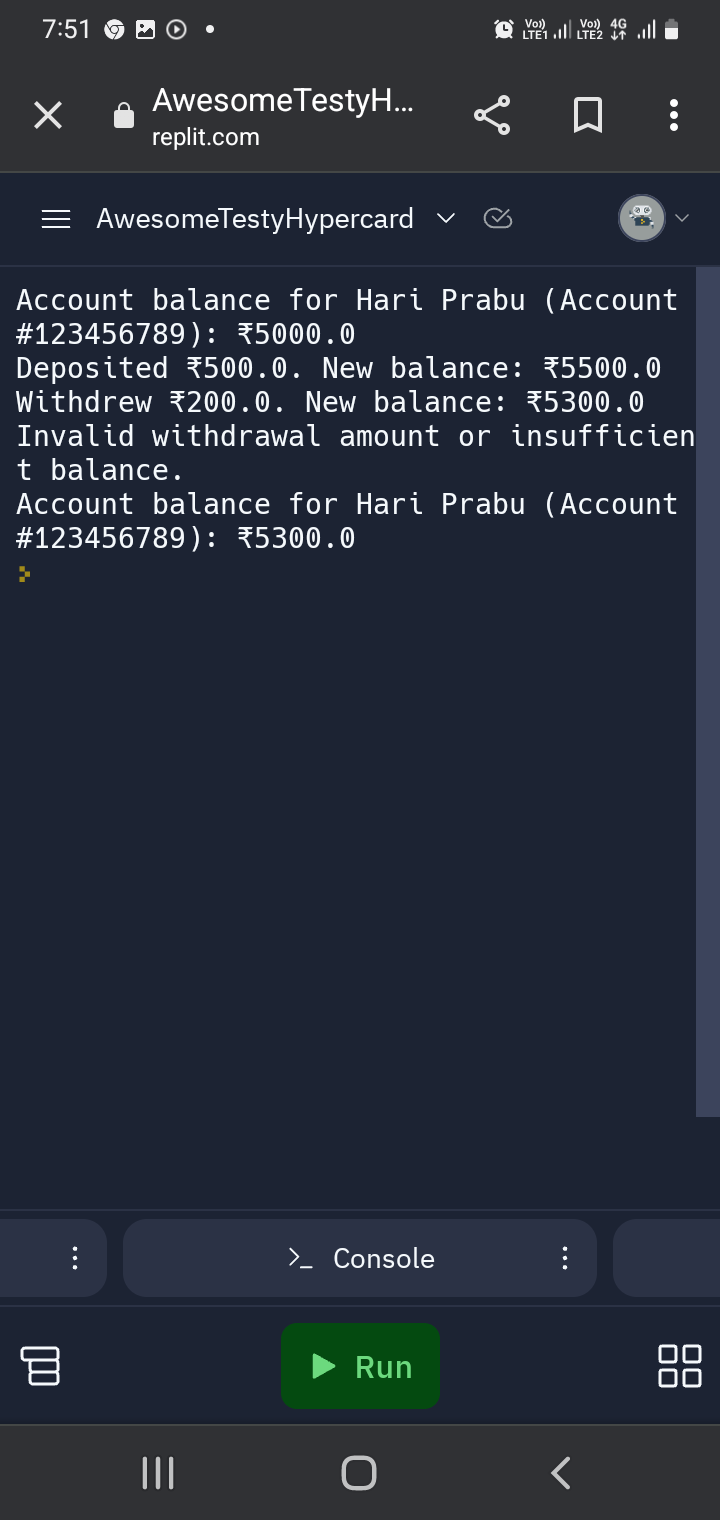 7:51
Vo)) LTE1 Vo)) LTE2 4G
AwesomeTestyH...
replit.com
AwesomeTestyHypercard
Account balance for Hari Prabu (Account
#123456789): ₹5000.0
Deposited ₹500.0. New balance: ₹5500.0
Withdrew ₹200.0. New balance: ₹5300.0
Invalid withdrawal amount or insufficien
t balance.
Account balance for Hari Prabu (Account
#123456789): ₹5300.0
>_ Console
Run